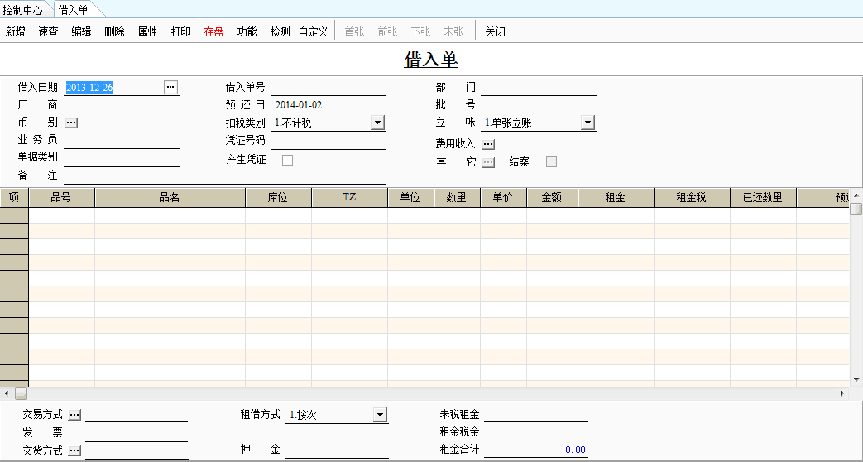 控制中心 借入单
新增 速查 编辑 删除 属性 打印 存盘 功能 检测 自定义 首张 前张 下张 末张 关闭
借入单
借入日期 2013-12-26 借入单号 部 门
厂 商 预 还 日 2014-01-02 批 号
币 别 扣税类别 1.不计税 立 账 1.单张立账
业 务 员 凭证号码 费用收入
单据类别 产生凭证 其 它 结案
备 注
项 品号 品名 库位 TZ 单位 数量 单价 金额 租金 租金税 已还数量 预
交易方式 租借方式 1.按次 未税租金
发 票 租金税金
交货方式 押 金 租金合计 0.00